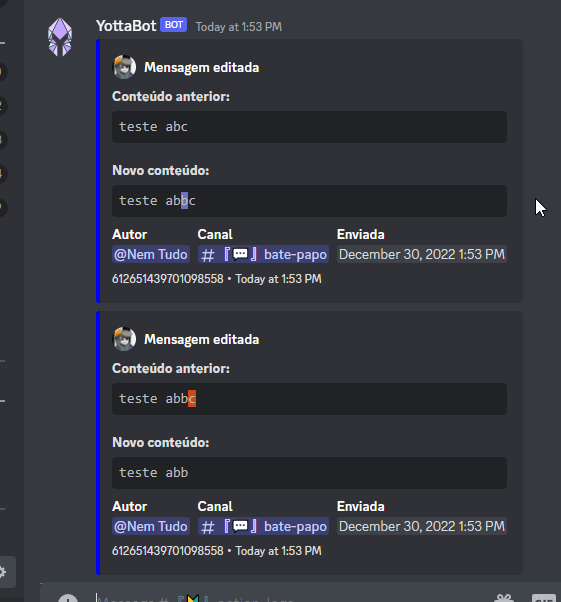 YottaBot BOT Today at 1:53 PM
Mensagem editada
Conteúdo anterior:
teste abc
Novo conteúdo:
teste abbc
Autor Canal Enviada
@Nem Tudo # 『💬』 bate-papo December 30, 2022 1:53 PM
612651439701098558 • Today at 1:53 PM
Mensagem editada
Conteúdo anterior:
teste abbc
Novo conteúdo:
teste abb
Autor Canal Enviada
@Nem Tudo # 『💬』 bate-papo December 30, 2022 1:53 PM
612651439701098558 • Today at 1:53 PM